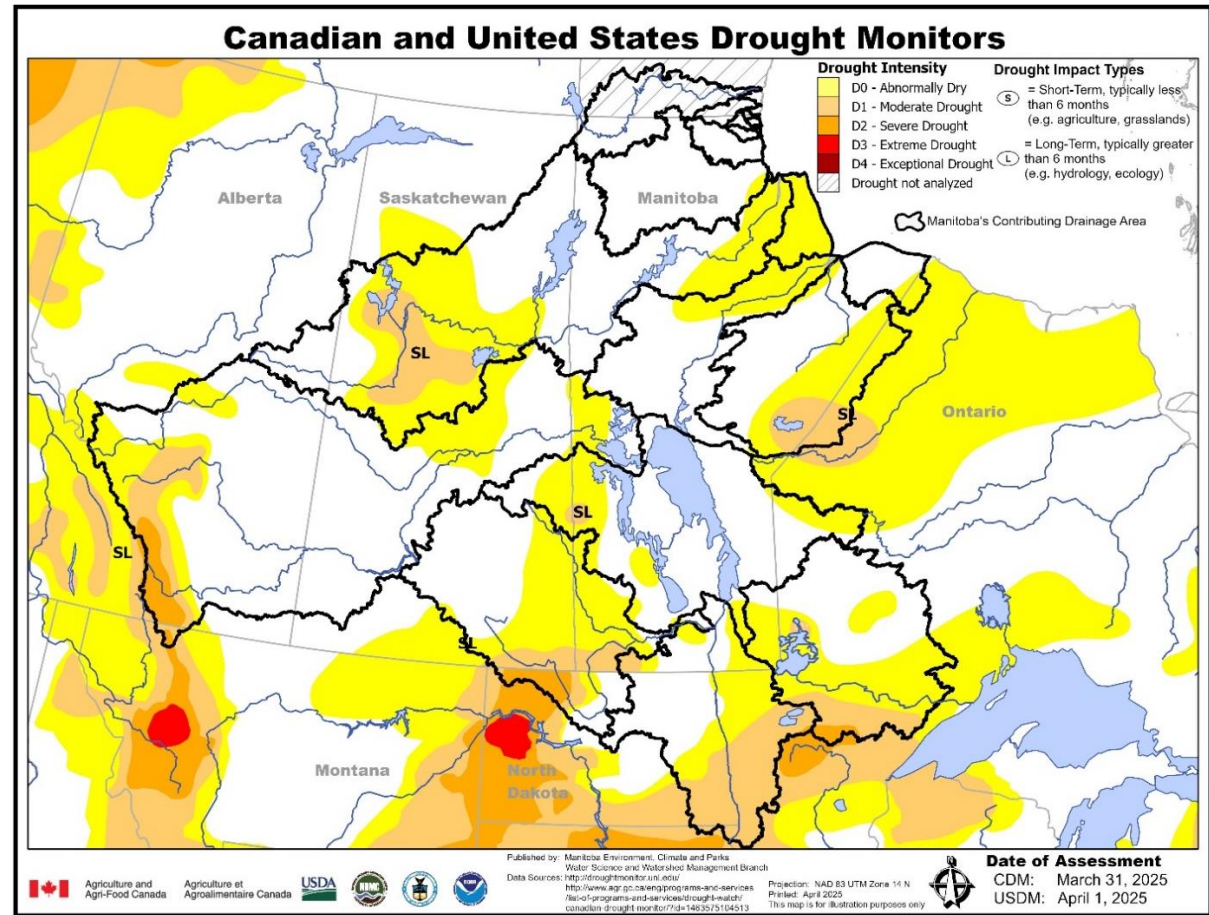 Canadian and United States Drought Monitors
Drought Intensity
D0 - Abnormally Dry
D1 - Moderate Drought
D2 - Severe Drought
D3 - Extreme Drought
D4 - Exceptional Drought
Drought not analyzed
Drought Impact Types
S = Short-Term, typically less
than 6 months
(e.g. agriculture, grasslands)
L = Long-Term, typically greater
than 6 months
(e.g. hydrology, ecology)
Manitoba's Contributing Drainage Area
Alberta
Saskatchewan
Manitoba
Ontario
SL
SL
SL
SL
SL
Montana
North
Dakota
Agriculture and
Agri-Food Canada
Agriculture et
Agroalimentaire Canada
USDA
NDMC
Published by: Manitoba Environment, Climate and Parks
Water Science and Watershed Management Branch
Data Sources: http://droughtmonitor.unl.edu/
http://www.agr.gc.ca/eng/programs-and-services
/list-of-programs-and-services/drought-watch/
canadian-drought-monitor/?id=1463575104513
Projection: NAD 83 UTM Zone 14 N
Printed: April 2025
This map is for illustration purposes only
Date of Assessment
CDM: March 31, 2025
USDM: April 1, 2025